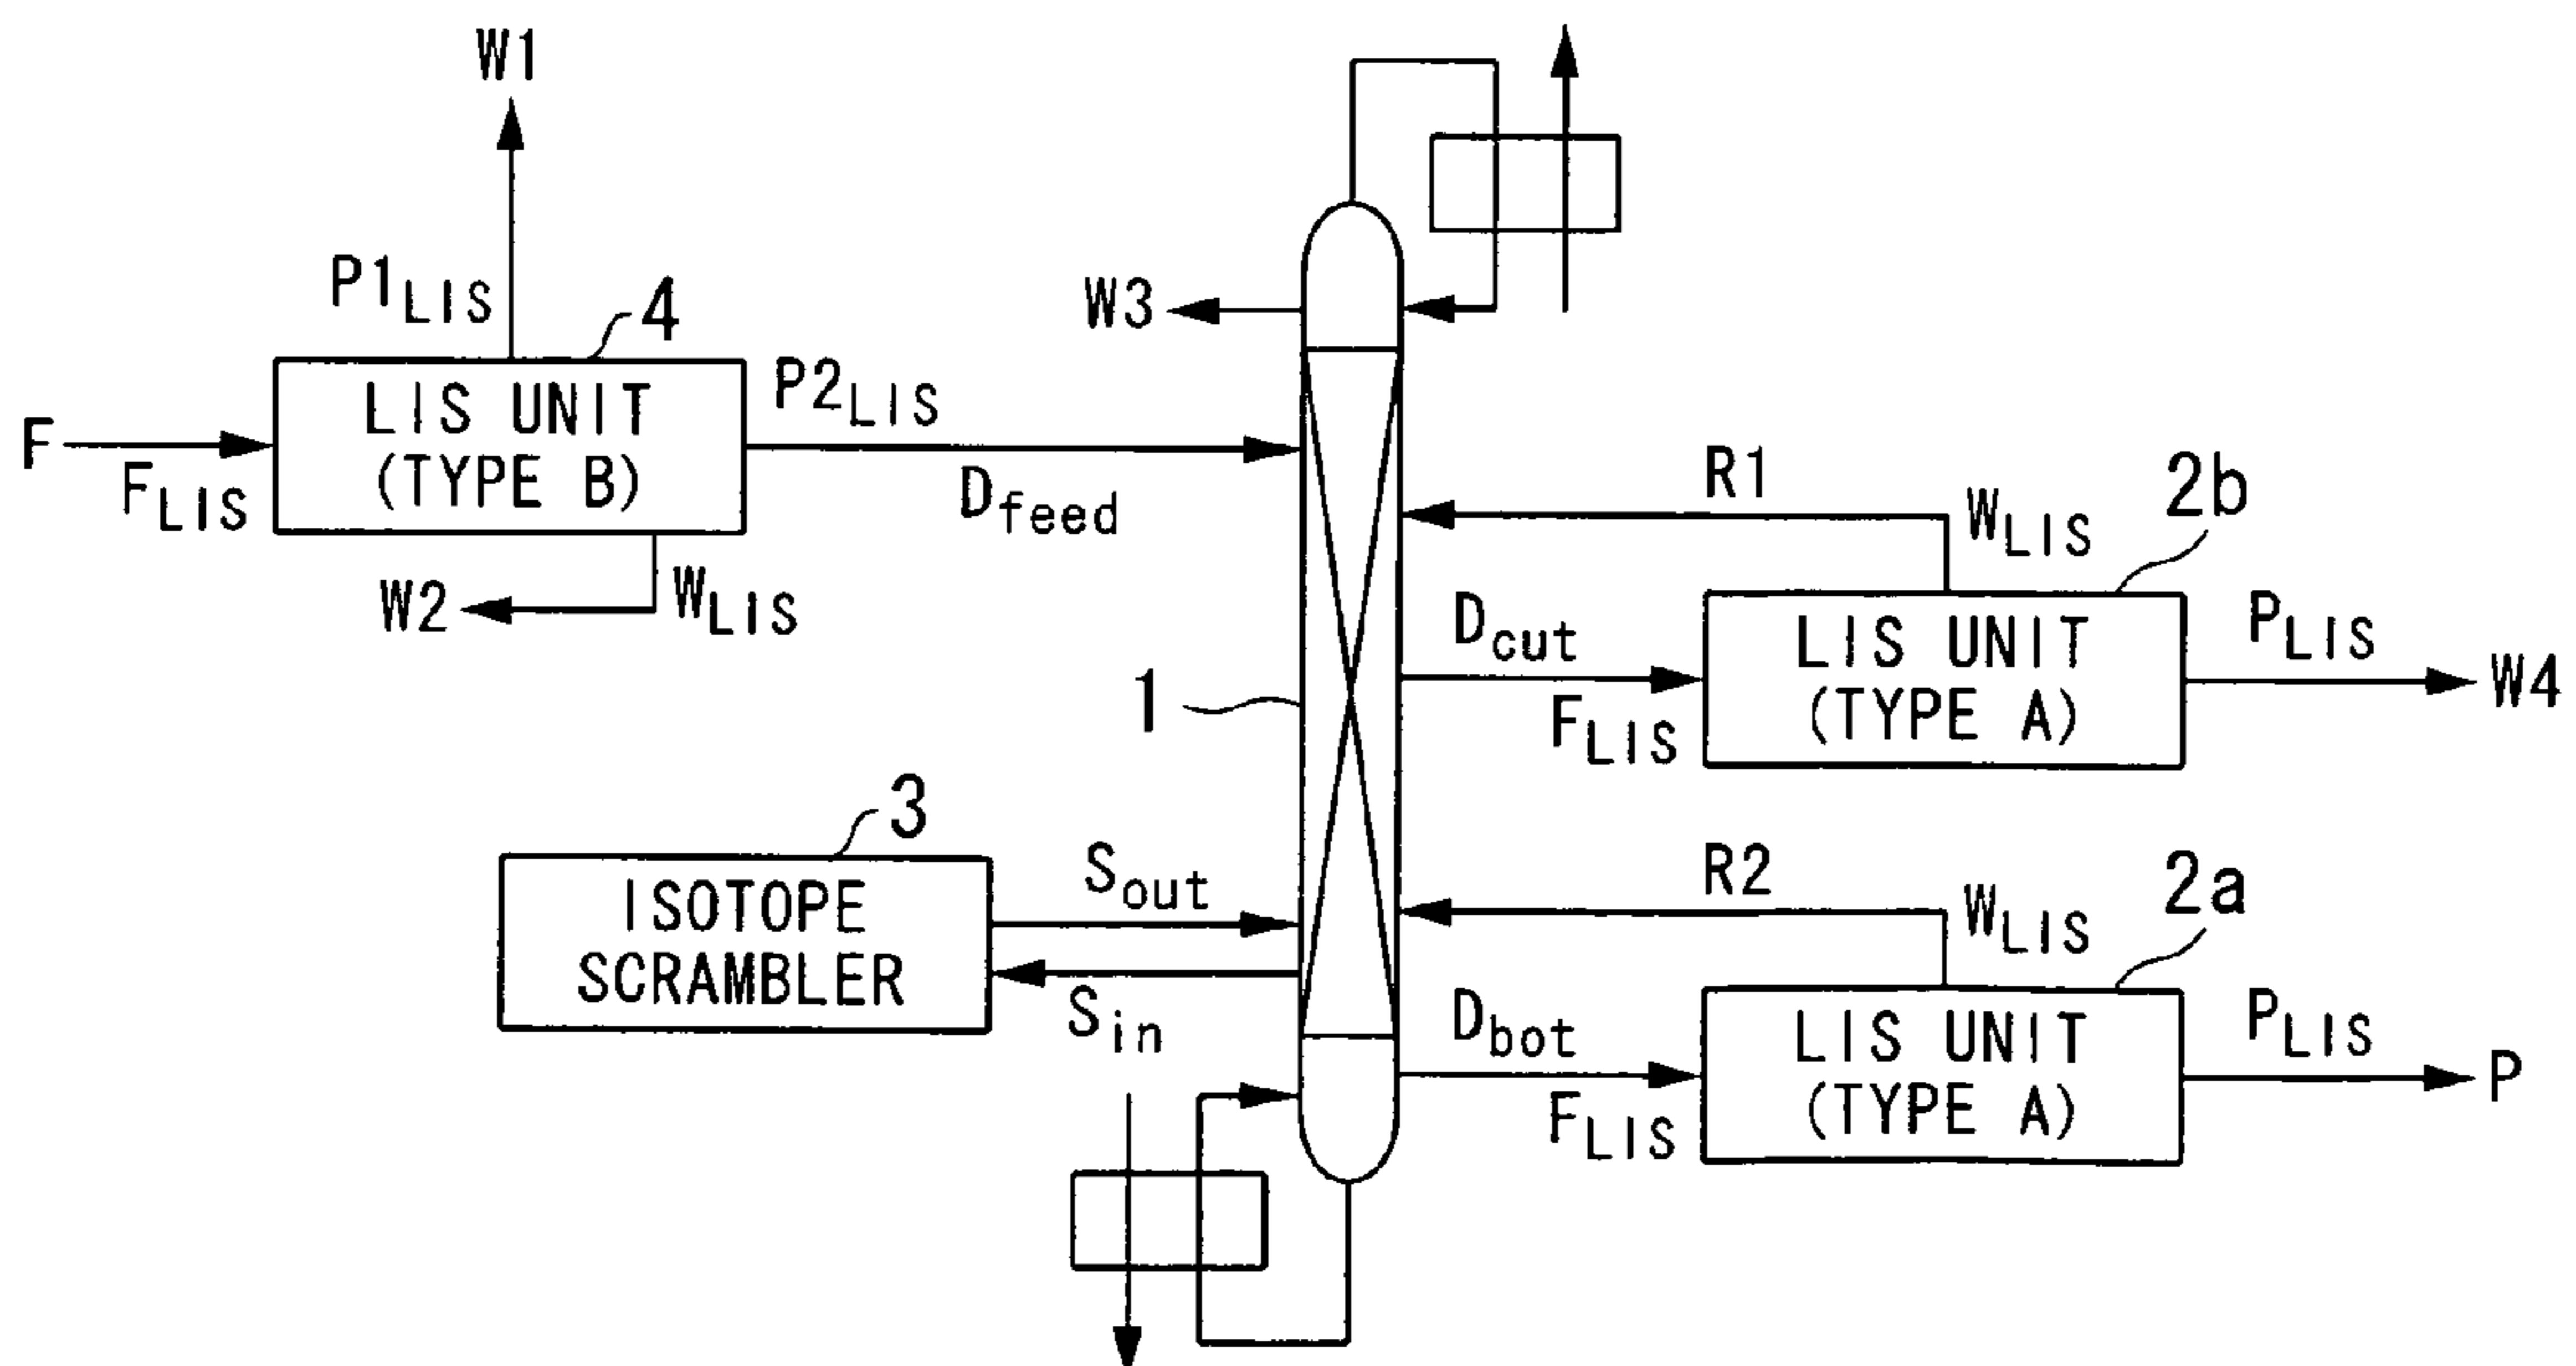 W1
P1LIS
4
LIS UNIT
(TYPE B)
F
FLIS
P2LIS
Dfeed
W2
WLIS
W3
R1
WLIS
2b
Dcut
FLIS
LIS UNIT
(TYPE A)
PLIS
W4
1
3
ISOTOPE
SCRAMBLER
Sout
Sin
R2
WLIS
2a
Dbot
FLIS
LIS UNIT
(TYPE A)
PLIS
P